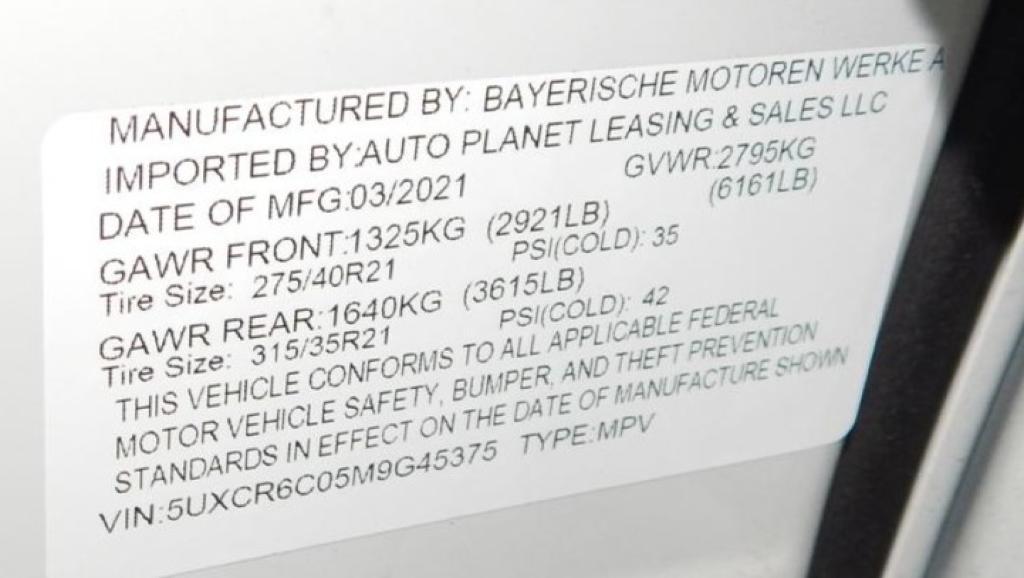 MANUFACTURED BY: BAYERISCHE MOTOREN WERKE A
IMPORTED BY:AUTO PLANET LEASING & SALES LLC
DATE OF MFG:03/2021 GVWR:2795KG
(6161LB)
GAWR FRONT:1325KG (2921LB)
Tire Size: 275/40R21 PSI(COLD): 35
GAWR REAR:1640KG (3615LB)
Tire Size: 315/35R21 PSI(COLD): 42
THIS VEHICLE CONFORMS TO ALL APPLICABLE FEDERAL
MOTOR VEHICLE SAFETY, BUMPER, AND THEFT PREVENTION
STANDARDS IN EFFECT ON THE DATE OF MANUFACTURE SHOWN
VIN:5UXCR6C05M9G45375 TYPE:MPV